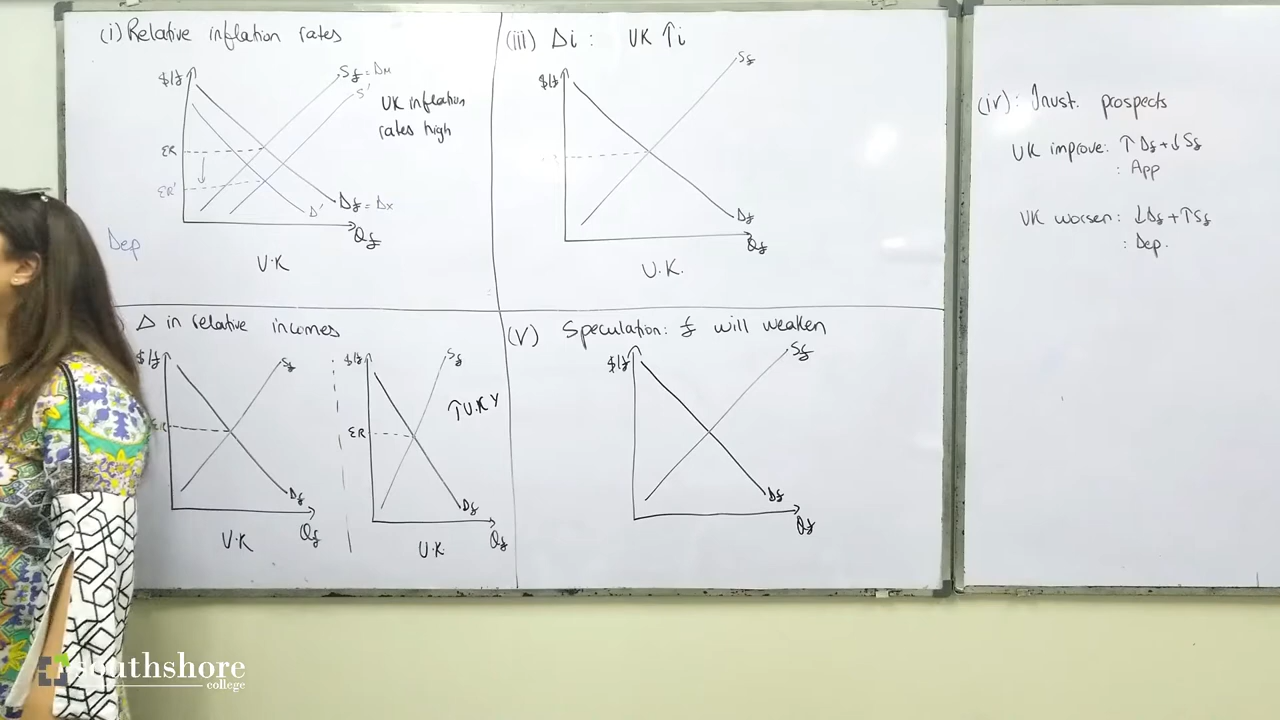 (i) Relative inflation rates
$/£
S£ = DM
S'
UK inflation
rates high
ER
ER'
D'
D£ = DX
Q£
Dep
U.K
(iii) Δi : UK ↑i
$/£
S£
D£
Q£
U.K.
(iv): Inust. prospects
UK improve: ↑ D£ + ↓ S£
: App
UK worsen: ↓D£ + ↑S£
: Dep.
) Δ in relative incomes
$/£
S£
D£
Q£
U.K
$/£
S£
↑U.K Y
ER
D£
Q£
U.K
(V) Speculation: £ will weaken
$/£
S£
D£
Q£
southshore
college